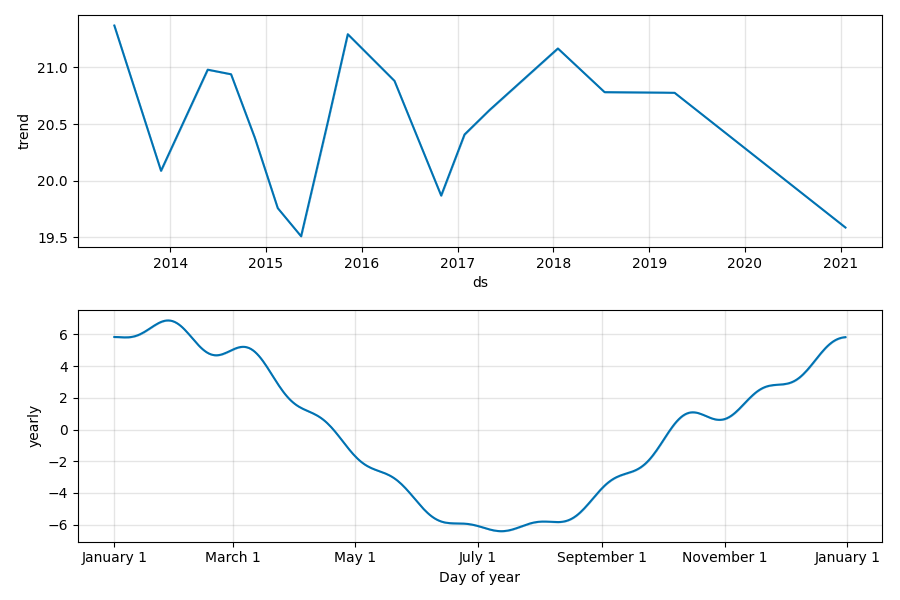 21.0
20.5
20.0
19.5
trend
2014 2015 2016 2017 2018 2019 2020 2021
ds
6
4
2
0
−2
−4
−6
yearly
January 1 March 1 May 1 July 1 September 1 November 1 January 1
Day of year